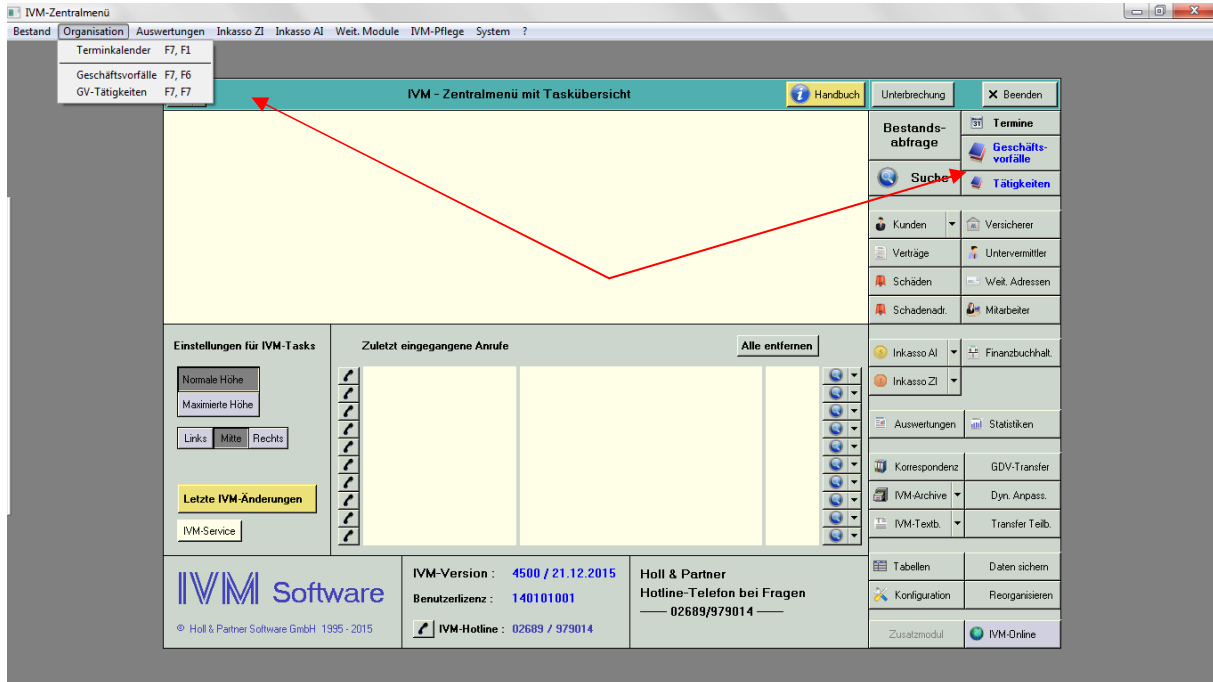 IVM-Zentralmenü
Bestand Organisation Auswertungen Inkasso ZI Inkasso AI Weit. Module IVM-Pflege System ?
Terminkalender F7, F1
Geschäftsvorfälle F7, F6
GV-Tätigkeiten F7, F7
IVM - Zentralmenü mit Taskübersicht
Handbuch
Unterbrechung
Beenden
Bestands-
abfrage
Termine
Geschäfts-
vorfälle
Suche
Tätigkeiten
Kunden
Versicherer
Verträge
Untervermittler
Schäden
Weit. Adressen
Schadenadr.
Mitarbeiter
Einstellungen für IVM-Tasks
Zuletzt eingegangene Anrufe
Alle entfernen
Normale Höhe
Maximierte Höhe
Links Mitte Rechts
Letzte IVM-Änderungen
IVM-Service
Inkasso AI
Finanzbuchhalt.
Inkasso ZI
Auswertungen
Statistiken
Korrespondenz
GDV-Transfer
IVM-Archive
Dyn. Anpass.
IVM-Textb.
Transfer Teilb.
Tabellen
Daten sichern
Konfiguration
Reorganisieren
Zusatzmodul
IVM-Online
IVM Software
© Holl & Partner Software GmbH 1995 - 2015
IVM-Version : 4500 / 21.12.2015
Benutzerlizenz : 140101001
IVM-Hotline : 02689 / 979014
Holl & Partner
Hotline-Telefon bei Fragen
—— 02689/979014 ——